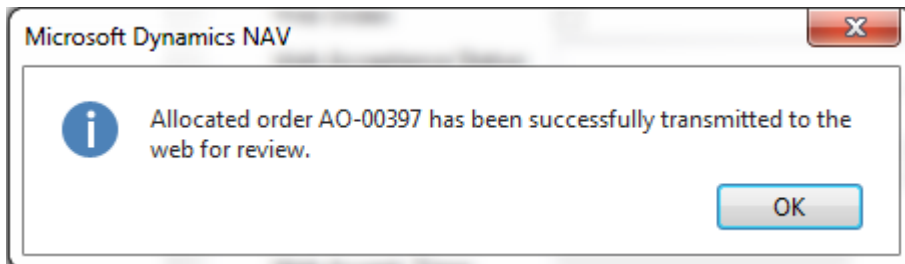 Microsoft Dynamics NAV
Allocated order AO-00397 has been successfully transmitted to the
web for review.
OK